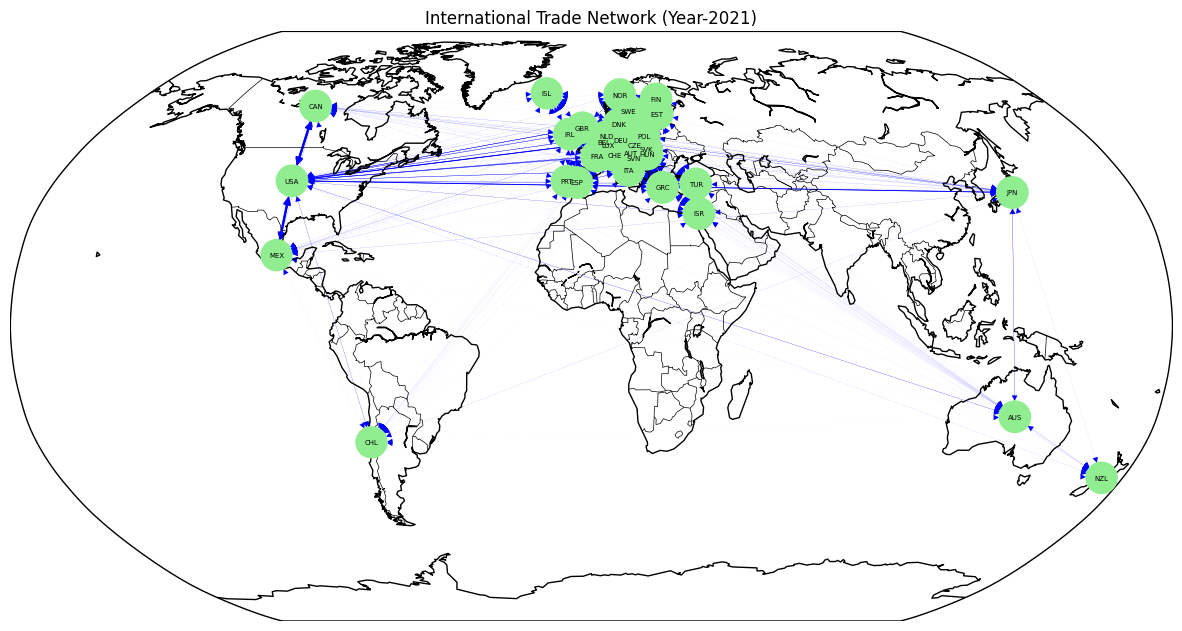 International Trade Network (Year-2021)
ISL
NOR
FIN
CAN
SWE
EST
DNK
GBR
IRL
NLD
POL
DEU
BEL
LUX
CZE
SVK
AUT
HUN
FRA
CHE
SVN
ITA
USA
PRT
ESP
GRC
TUR
JPN
ISR
MEX
AUS
CHL
NZL